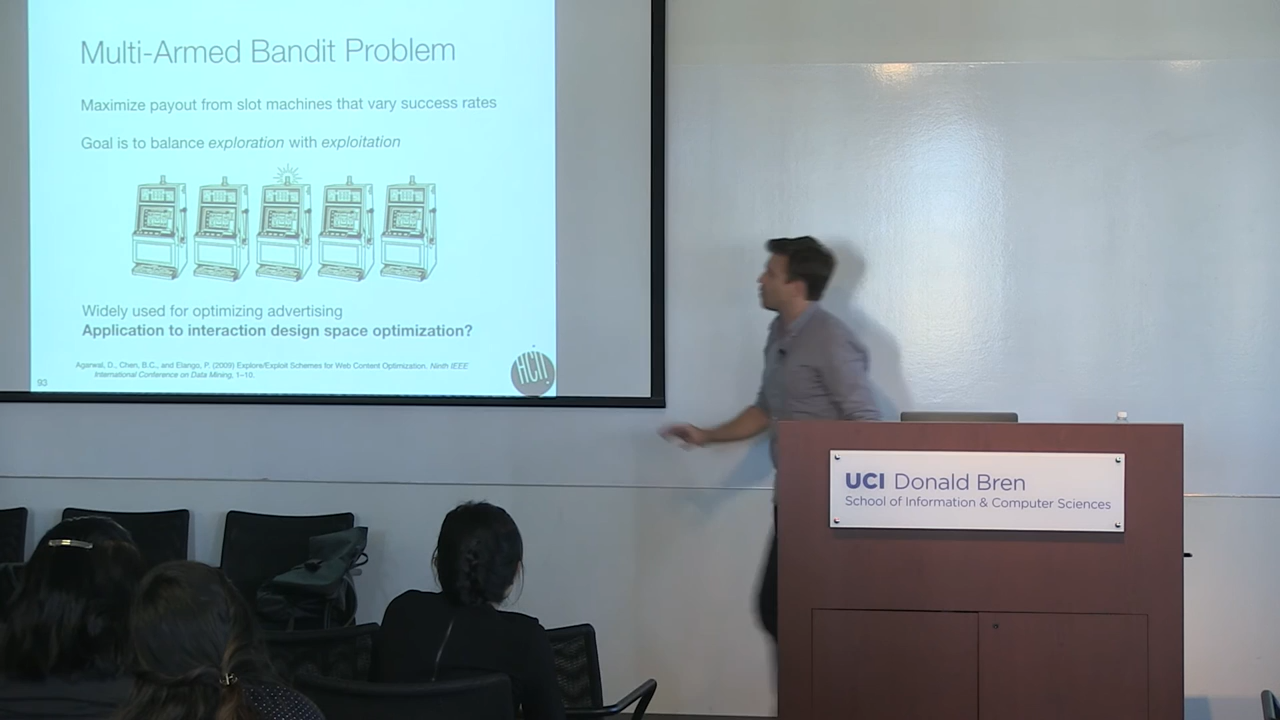 Multi-Armed Bandit Problem
Maximize payout from slot machines that vary success rates
Goal is to balance exploration with exploitation
Widely used for optimizing advertising
Application to interaction design space optimization?
Agarwal, D., Chen, B.C., and Elango, P. (2009) Explore/Exploit Schemes for Web Content Optimization. Ninth IEEE
International Conference on Data Mining, 1–10.
93
HCII
UCI Donald Bren
School of Information & Computer Sciences